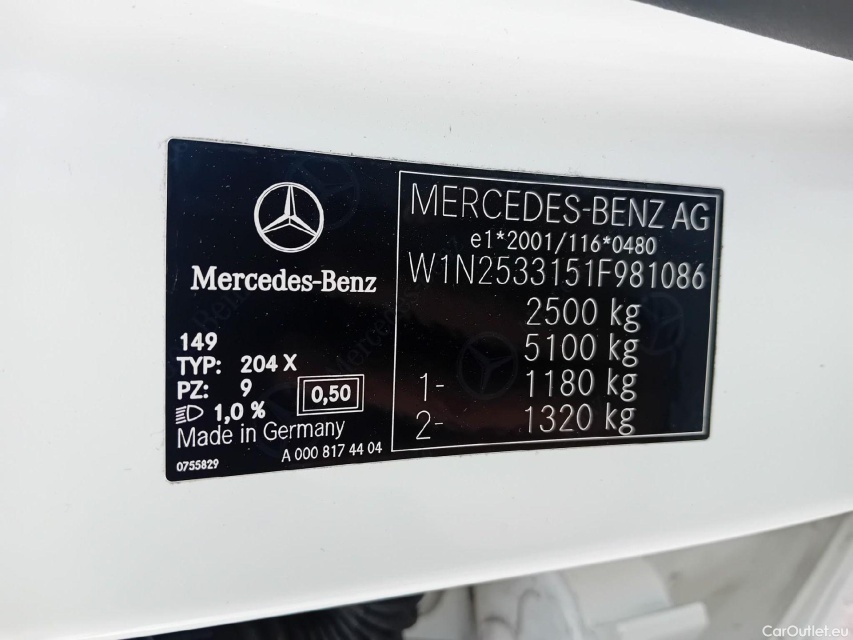 Mercedes-Benz
149
TYP: 204 X
PZ: 9
0,50
1,0 %
Made in Germany
0755829
A 000 817 44 04
MERCEDES-BENZ AG
e1*2001/116*0480
W1N2533151F981086
2500 kg
5100 kg
1- 1180 kg
2- 1320 kg
CarOutlet.eu